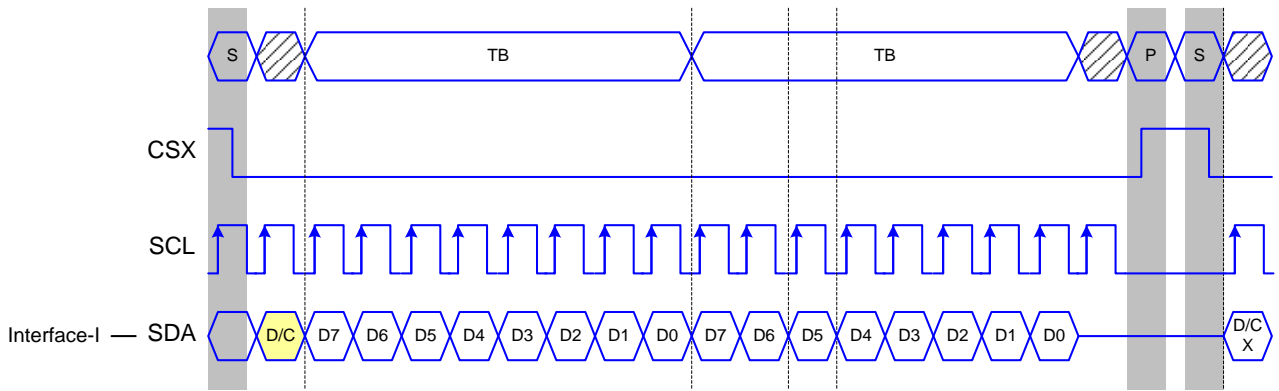 S TB TB P S
CSX
SCL
Interface-I — SDA D/C D7 D6 D5 D4 D3 D2 D1 D0 D7 D6 D5 D4 D3 D2 D1 D0 D/C
X